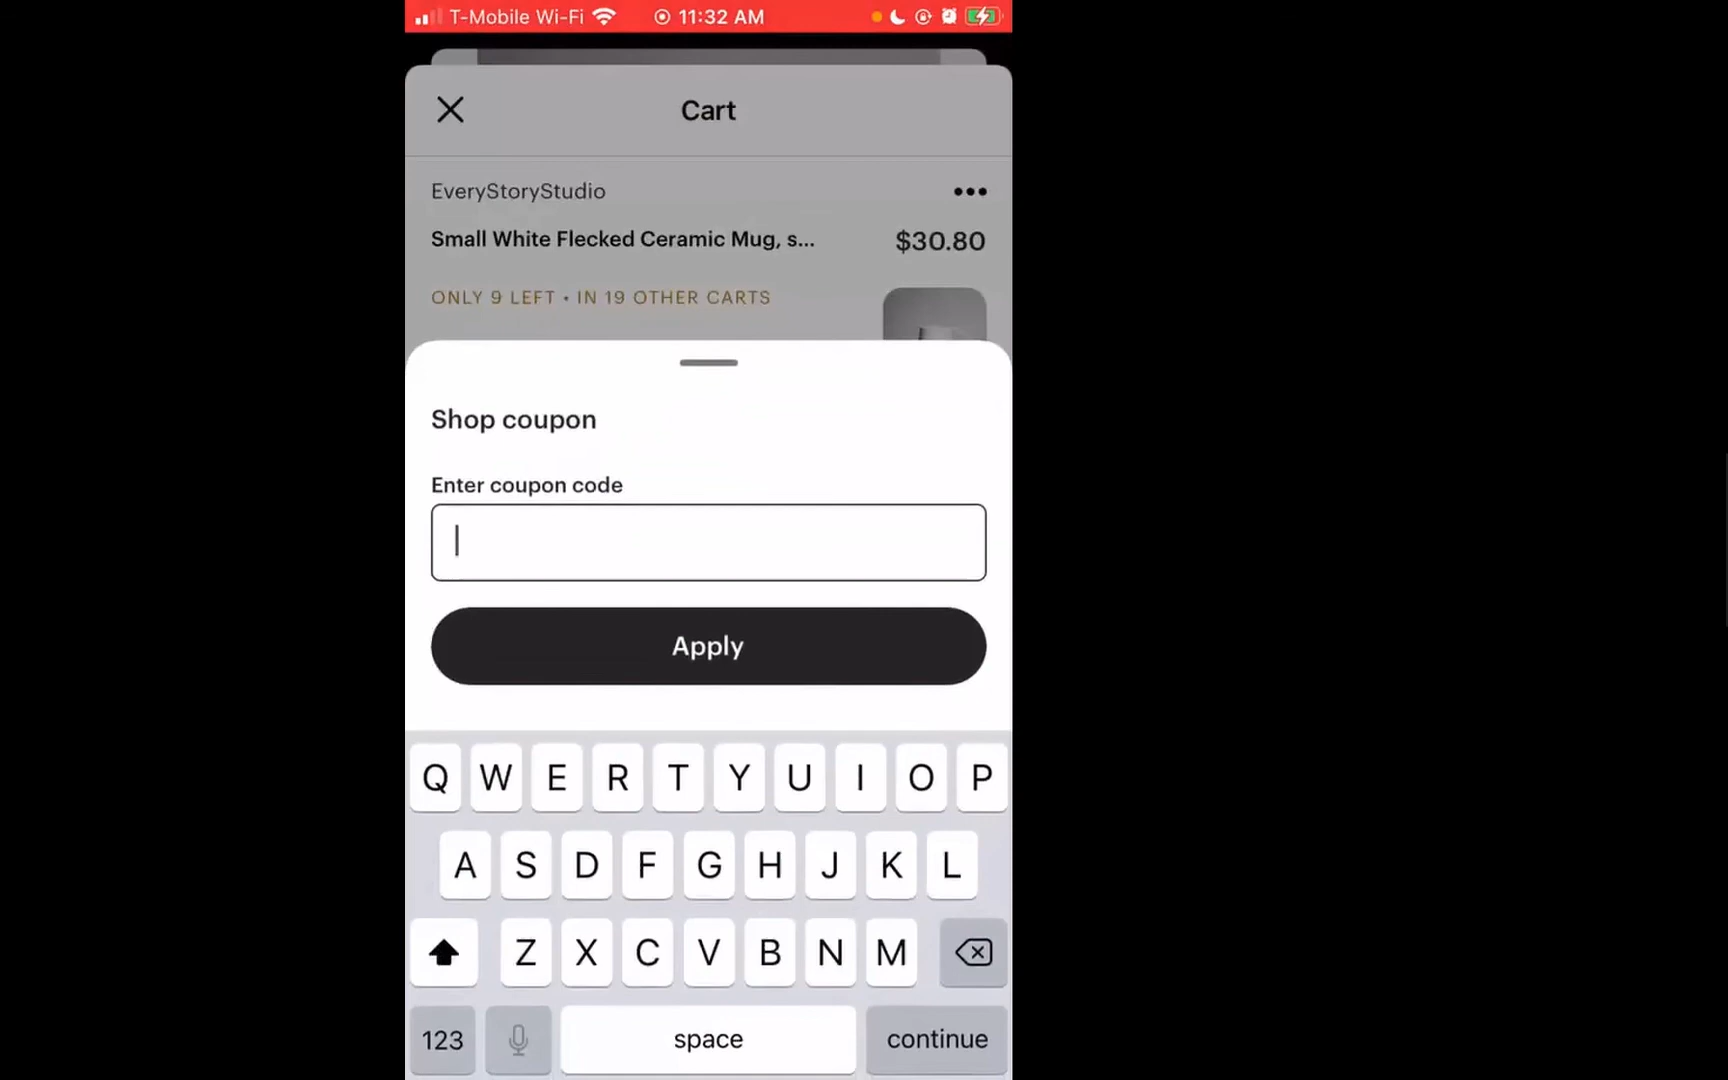 T-Mobile Wi-Fi 11:32 AM
Cart
EveryStoryStudio
Small White Flecked Ceramic Mug, s... $30.80
ONLY 9 LEFT • IN 19 OTHER CARTS
Shop coupon
Enter coupon code
Apply
Q W E R T Y U I O P
A S D F G H J K L
Z X C V B N M
123 space continue